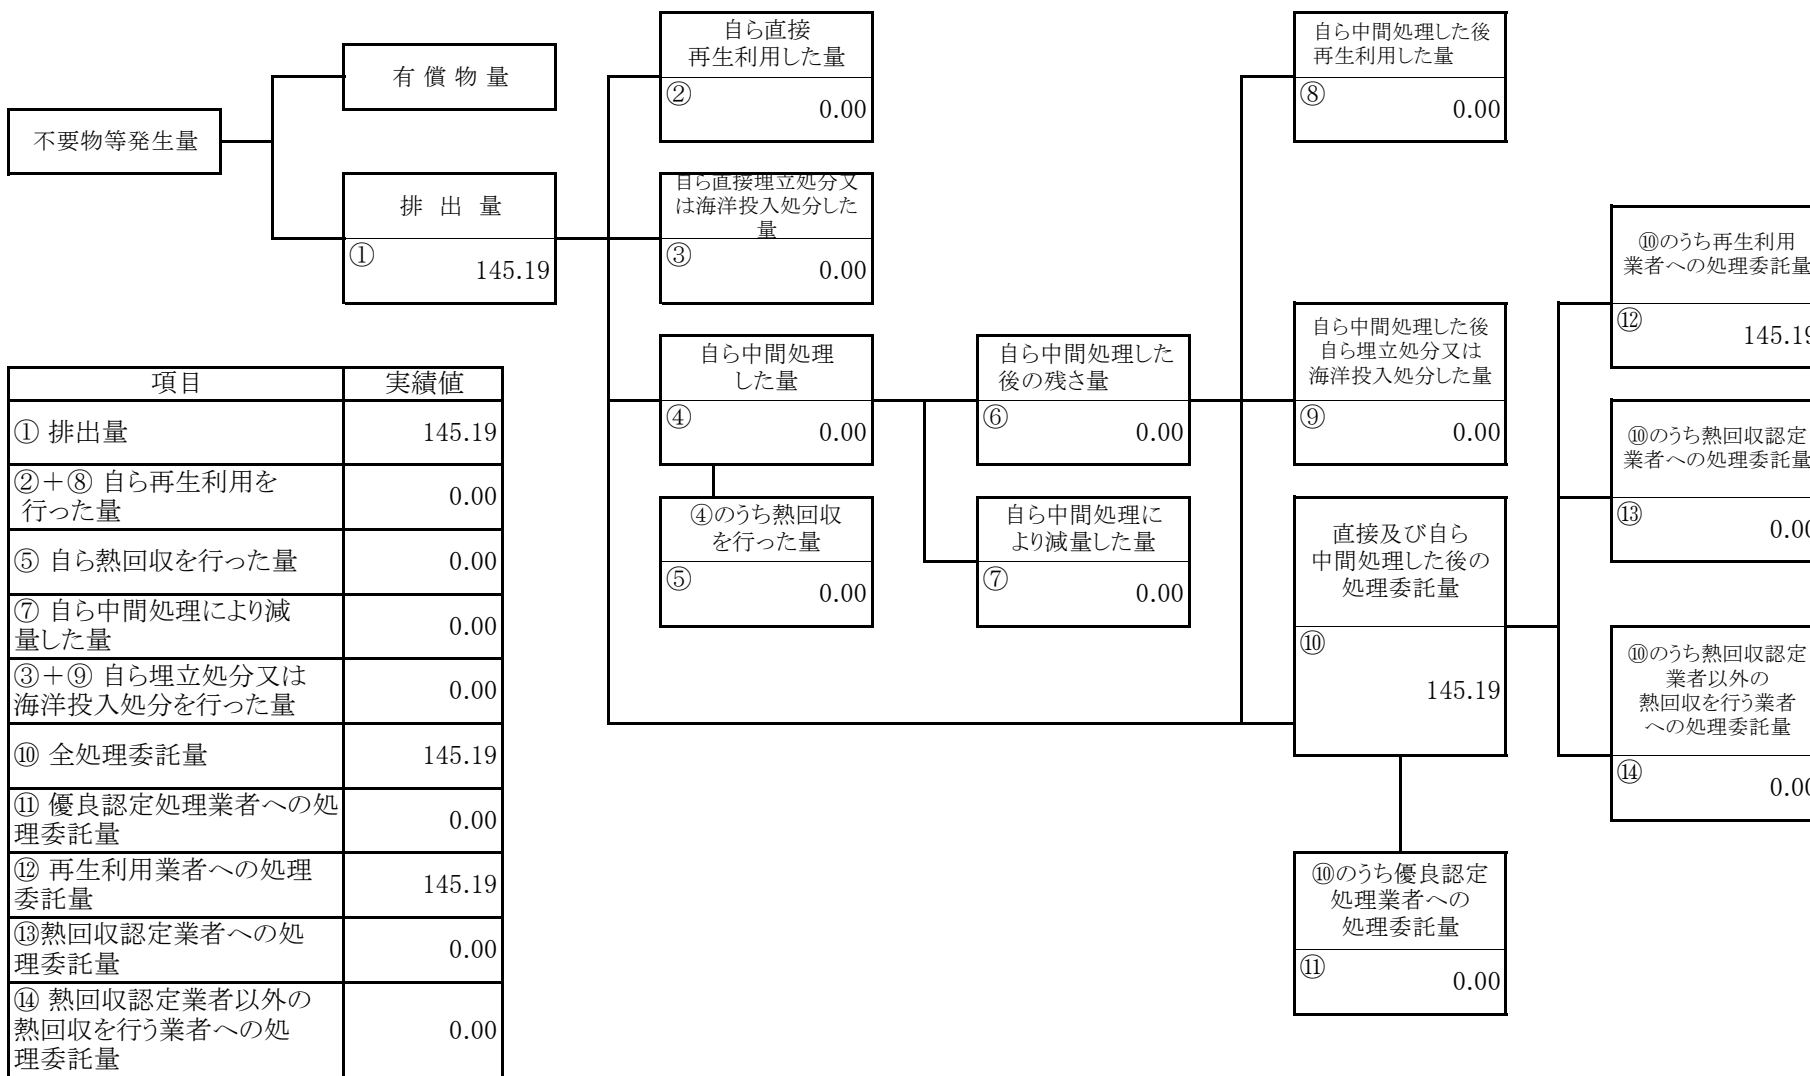 不要物等発生量
有 償 物 量
排 出 量
①
145.19
自ら直接
再生利用した量
②
0.00
自ら直接埋立処分又
は海洋投入処分した
量
③
0.00
自ら中間処理
した量
④
0.00
④のうち熱回収
を行った量
⑤
0.00
自ら中間処理した
後の残さ量
⑥
0.00
自ら中間処理に
より減量した量
⑦
0.00
自ら中間処理した後
再生利用した量
⑧
0.00
自ら中間処理した後
自ら埋立処分又は
海洋投入処分した量
⑨
0.00
直接及び自ら
中間処理した後の
処理委託量
⑩
145.19
⑩のうち優良認定
処理業者への
処理委託量
⑪
0.00
⑩のうち再生利用
業者への処理委託量
⑫
145.19
⑩のうち熱回収認定
業者への処理委託量
⑬
0.00
⑩のうち熱回収認定
業者以外の
熱回収を行う業者
への処理委託量
⑭
0.00
項目 実績値
① 排出量 145.19
②＋⑧ 自ら再生利用を
行った量
0.00
⑤ 自ら熱回収を行った量 0.00
⑦ 自ら中間処理により減
量した量
0.00
③＋⑨ 自ら埋立処分又は
海洋投入処分を行った量
0.00
⑩ 全処理委託量 145.19
⑪ 優良認定処理業者への処
理委託量
0.00
⑫ 再生利用業者への処理
委託量
145.19
⑬熱回収認定業者への処
理委託量
0.00
⑭ 熱回収認定業者以外の
熱回収を行う業者への処
理委託量
0.00